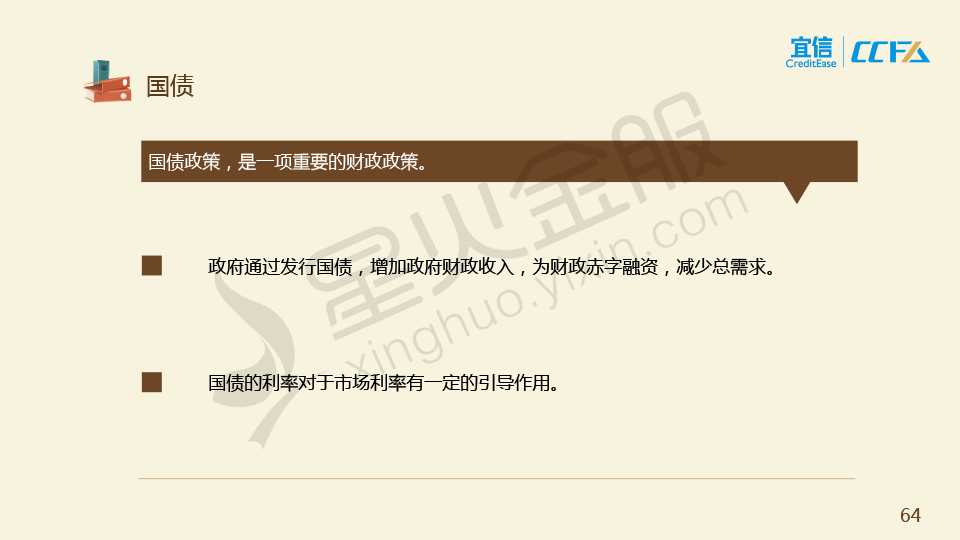 宜信
CreditEase
CCFA
国债
国债政策，是一项重要的财政政策。
政府通过发行国债，增加政府财政收入，为财政赤字融资，减少总需求。
国债的利率对于市场利率有一定的引导作用。
星火金服
xinghuo.yixin.com
64